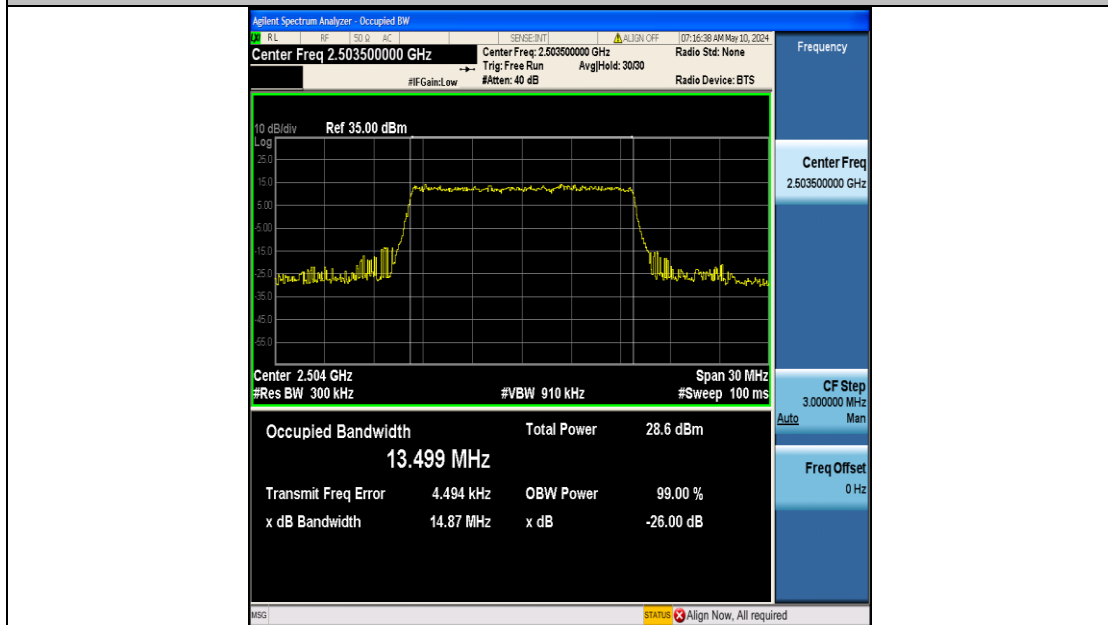 Agilent Spectrum Analyzer - Occupied BW
LXI RL RF 50 Ω AC SENSE:INT ALIGN OFF 07:16:38 AM May 10, 2024
Center Freq 2.503500000 GHz
Center Freq: 2.503500000 GHz
Radio Std: None
Trig: Free Run
Avg|Hold: 30/30
#IFGain:Low
#Atten: 40 dB
Radio Device: BTS
Frequency
10 dB/div
Ref 35.00 dBm
Log
25.0
15.0
5.00
-5.00
-15.0
-25.0
-35.0
-45.0
-55.0
Center 2.504 GHz
Span 30 MHz
#Res BW 300 kHz
#VBW 910 kHz
#Sweep 100 ms
Occupied Bandwidth
13.499 MHz
Total Power 28.6 dBm
Transmit Freq Error 4.494 kHz
OBW Power 99.00 %
x dB Bandwidth 14.87 MHz
x dB -26.00 dB
Center Freq
2.503500000 GHz
CF Step
3.000000 MHz
Auto Man
Freq Offset
0 Hz
MSG
STATUS Align Now, All required